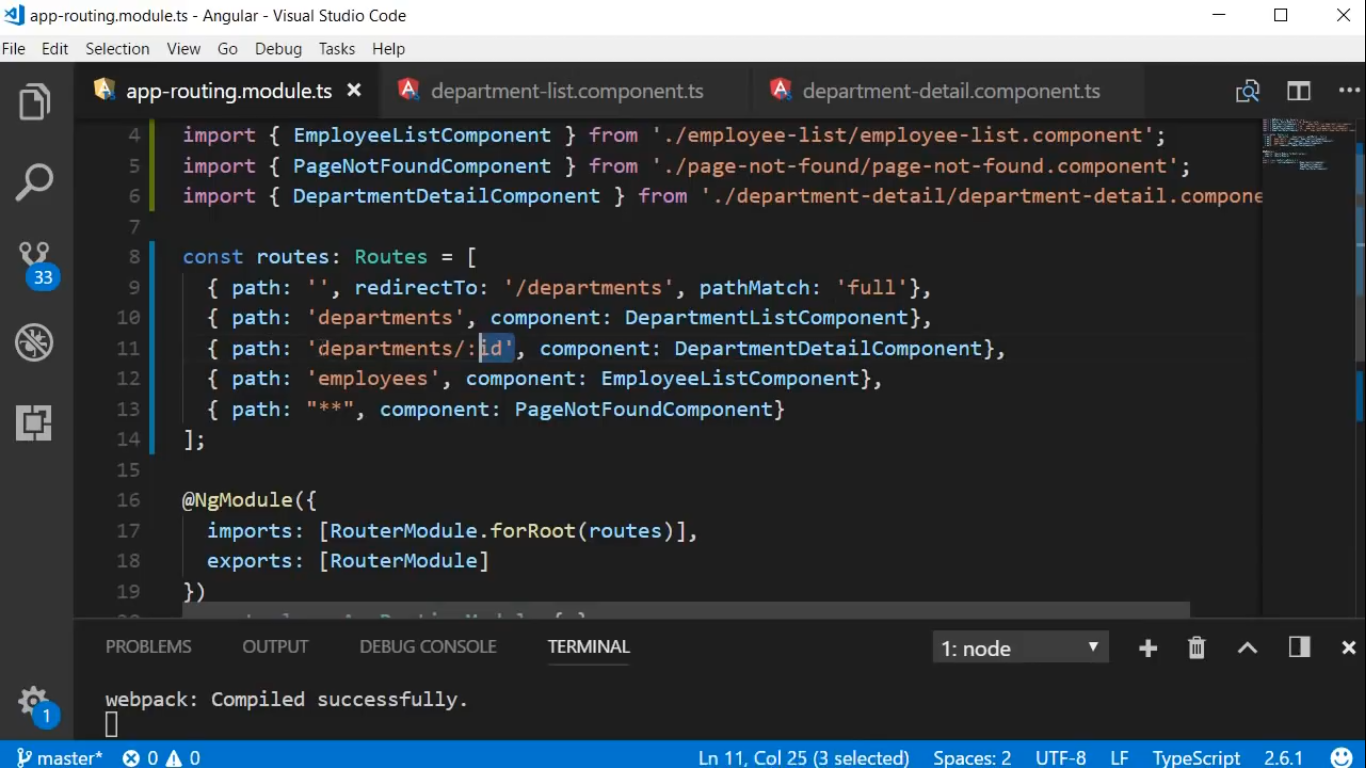 app-routing.module.ts - Angular - Visual Studio Code
File Edit Selection View Go Debug Tasks Help
app-routing.module.ts department-list.component.ts department-detail.component.ts
4 import { EmployeeListComponent } from './employee-list/employee-list.component';
5 import { PageNotFoundComponent } from './page-not-found/page-not-found.component';
6 import { DepartmentDetailComponent } from './department-detail/department-detail.compone
7
8 const routes: Routes = [
9 { path: '', redirectTo: '/departments', pathMatch: 'full'},
10 { path: 'departments', component: DepartmentListComponent},
11 { path: 'departments/:id', component: DepartmentDetailComponent},
12 { path: 'employees', component: EmployeeListComponent},
13 { path: "**", component: PageNotFoundComponent}
14 ];
15
16 @NgModule({
17 imports: [RouterModule.forRoot(routes)],
18 exports: [RouterModule]
19 })
33
PROBLEMS OUTPUT DEBUG CONSOLE TERMINAL 1: node
webpack: Compiled successfully.
1
master* 0 0 Ln 11, Col 25 (3 selected) Spaces: 2 UTF-8 LF TypeScript 2.6.1